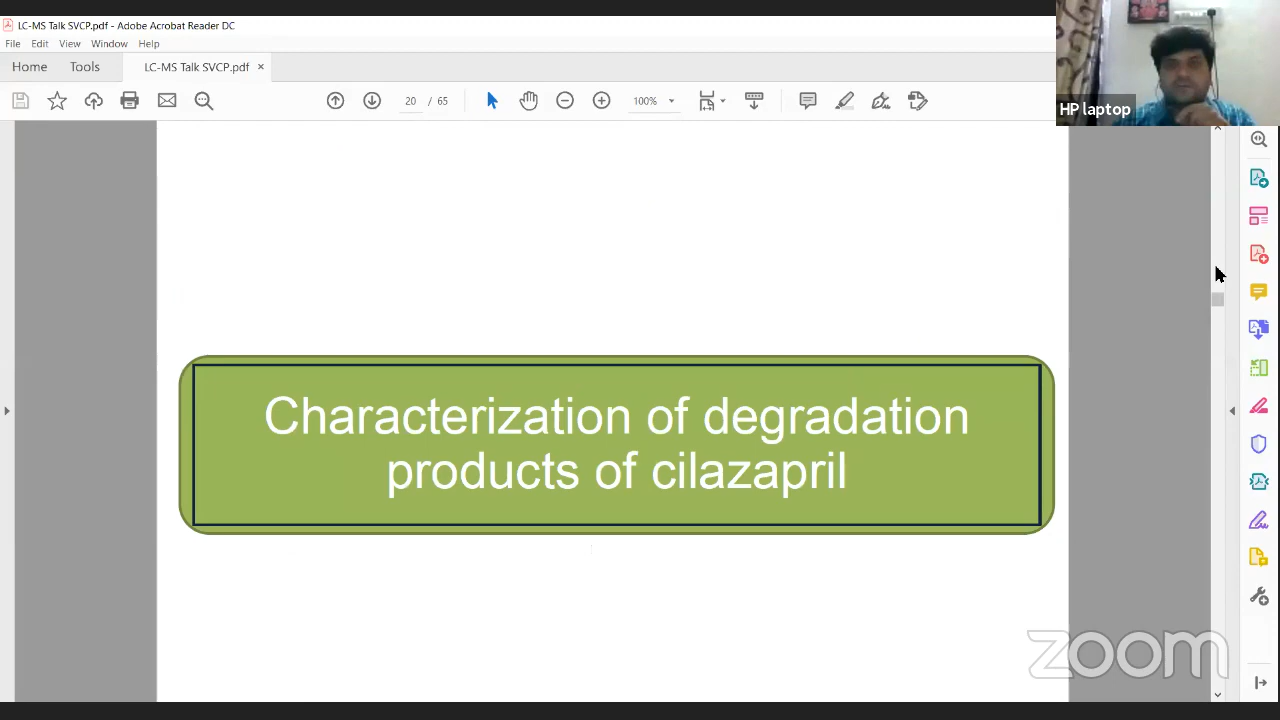 LC-MS Talk SVCP.pdf - Adobe Acrobat Reader DC
File Edit View Window Help
Home Tools LC-MS Talk SVCP.pdf ×
20 / 65 100%
HP laptop
Characterization of degradation
products of cilazapril
zoom